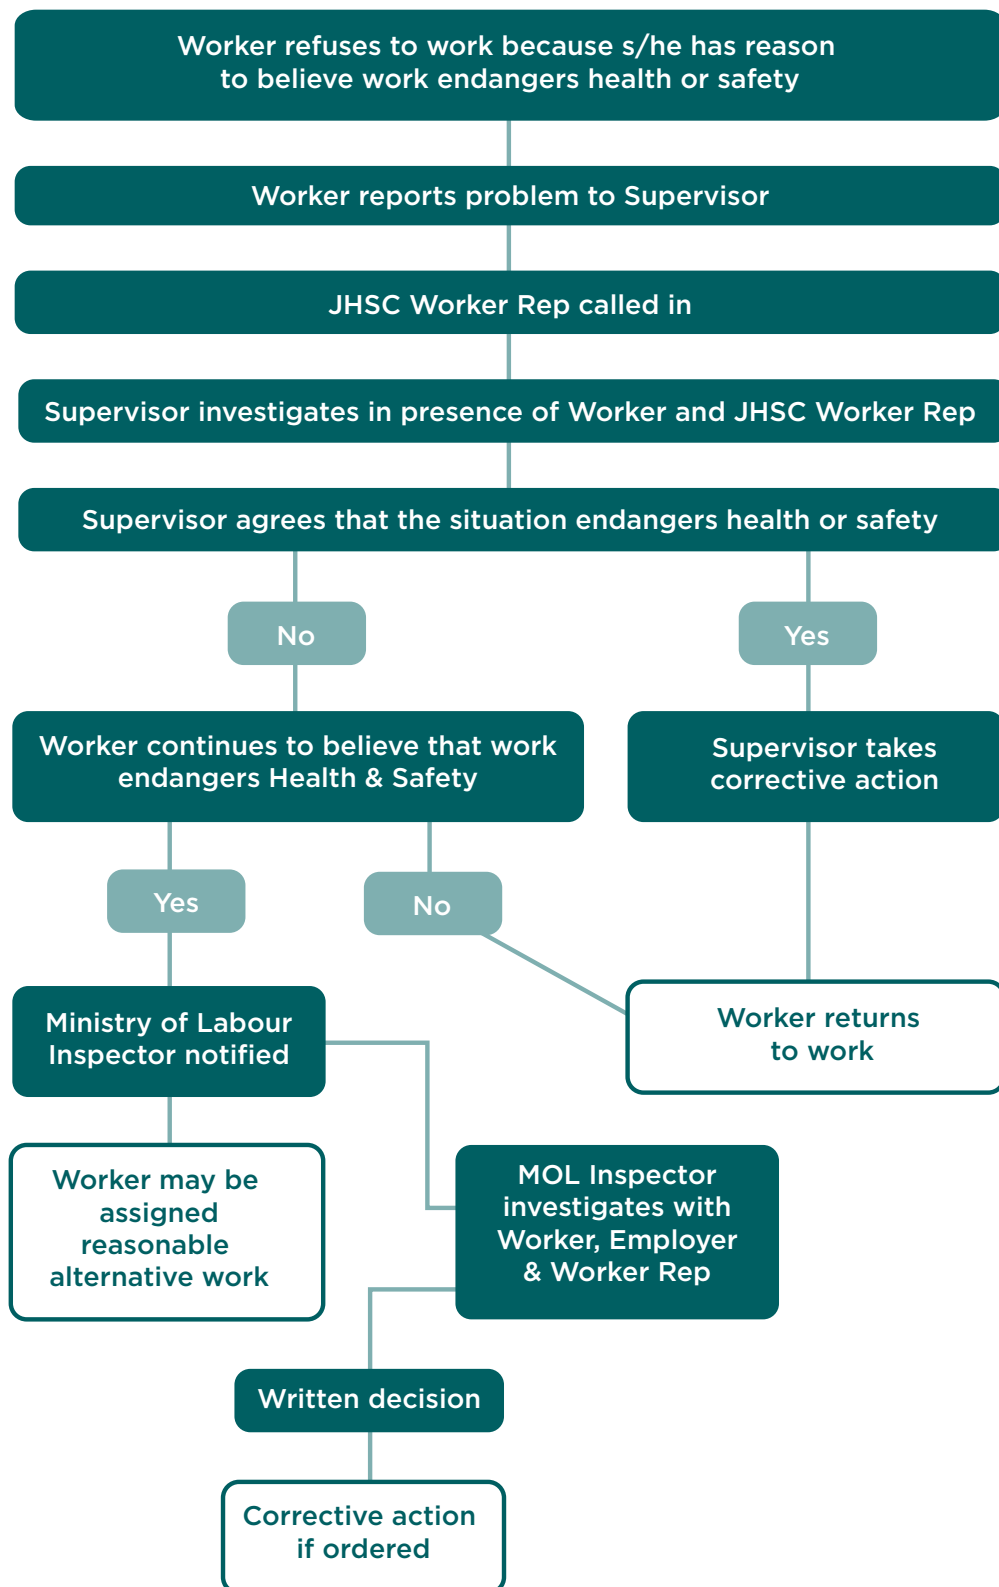 Worker refuses to work because s/he has reason
to believe work endangers health or safety
Worker reports problem to Supervisor
JHSC Worker Rep called in
Supervisor investigates in presence of Worker and JHSC Worker Rep
Supervisor agrees that the situation endangers health or safety
No
Yes
Worker continues to believe that work
endangers Health & Safety
Supervisor takes
corrective action
Yes
No
Ministry of Labour
Inspector notified
Worker returns
to work
Worker may be
assigned
reasonable
alternative work
MOL Inspector
investigates with
Worker, Employer
& Worker Rep
Written decision
Corrective action
if ordered